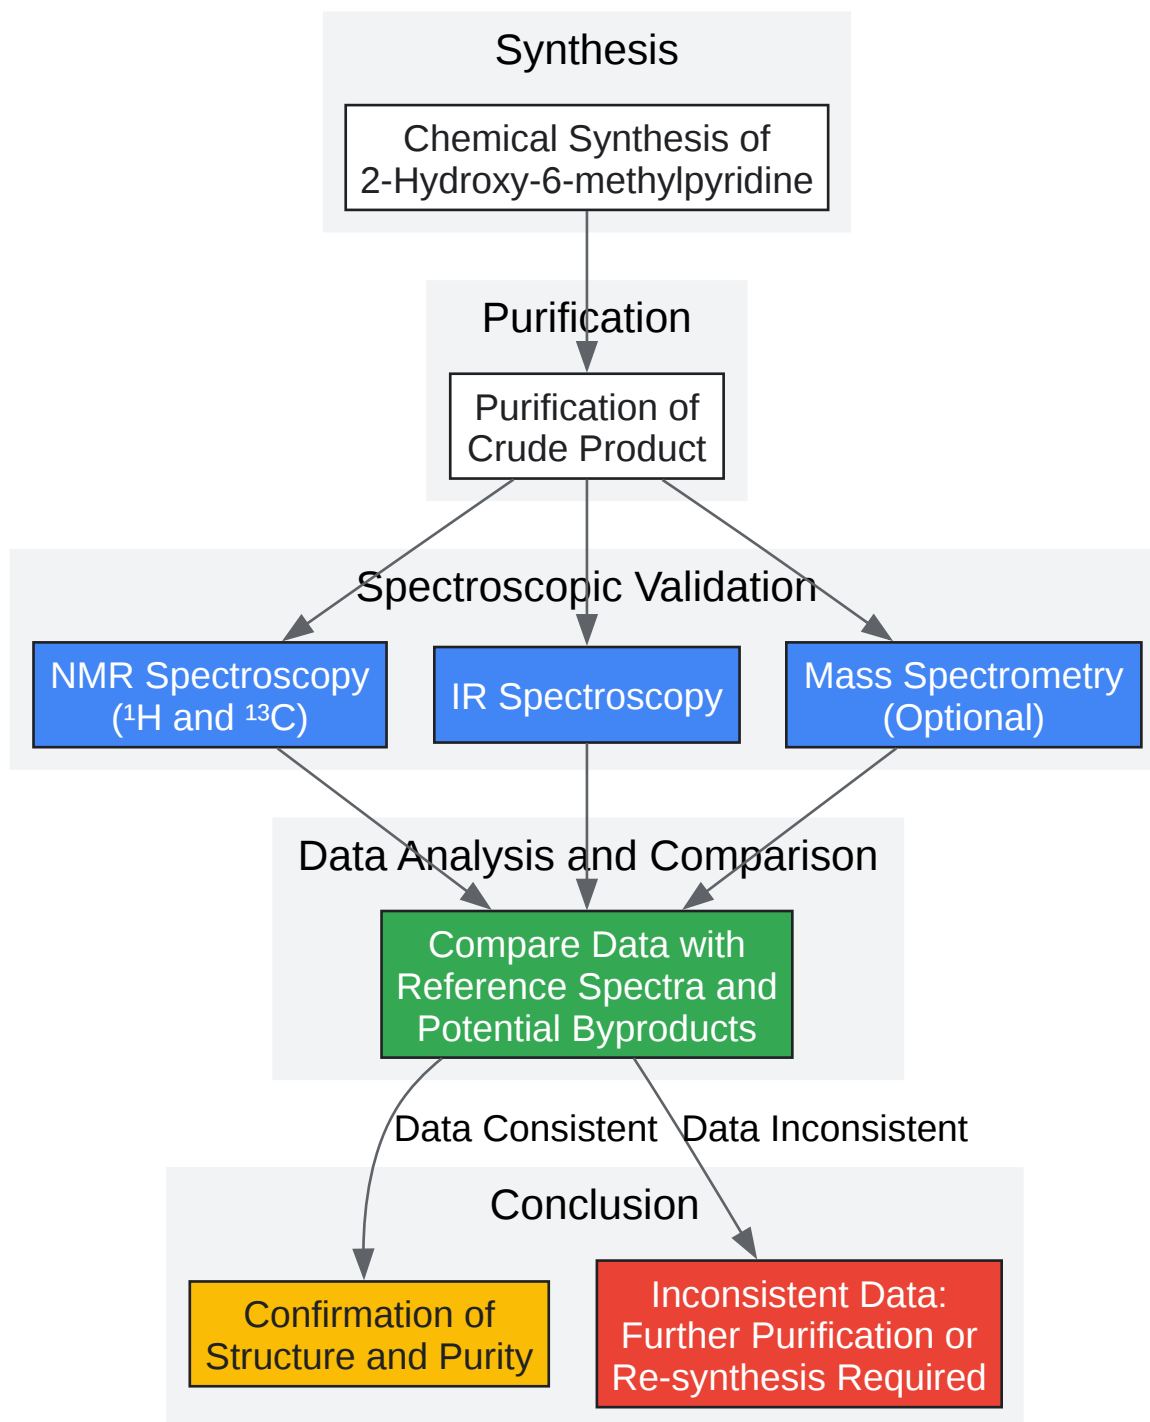 Synthesis
Chemical Synthesis of
2-Hydroxy-6-methylpyridine
Purification
Purification of
Crude Product
Spectroscopic Validation
NMR Spectroscopy
(¹H and ¹³C)
IR Spectroscopy
Mass Spectrometry
(Optional)
Data Analysis and Comparison
Compare Data with
Reference Spectra and
Potential Byproducts
Data Consistent
Data Inconsistent
Conclusion
Confirmation of
Structure and Purity
Inconsistent Data:
Further Purification or
Re-synthesis Required